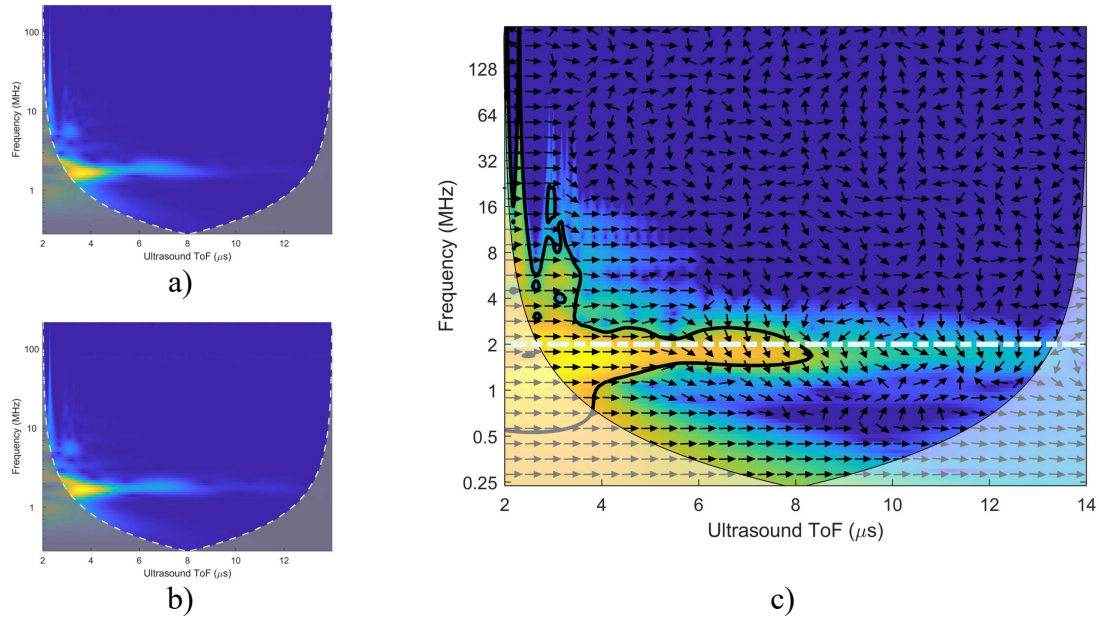 100
10
1
Frequency (MHz)
2 4 6 8 10 12
Ultrasound ToF (μs)
a)
100
10
1
Frequency (MHz)
2 4 6 8 10 12
Ultrasound ToF (μs)
b)
128
64
32
16
8
4
2
1
0.5
0.25
Frequency (MHz)
2 4 6 8 10 12 14
Ultrasound ToF (μs)
c)